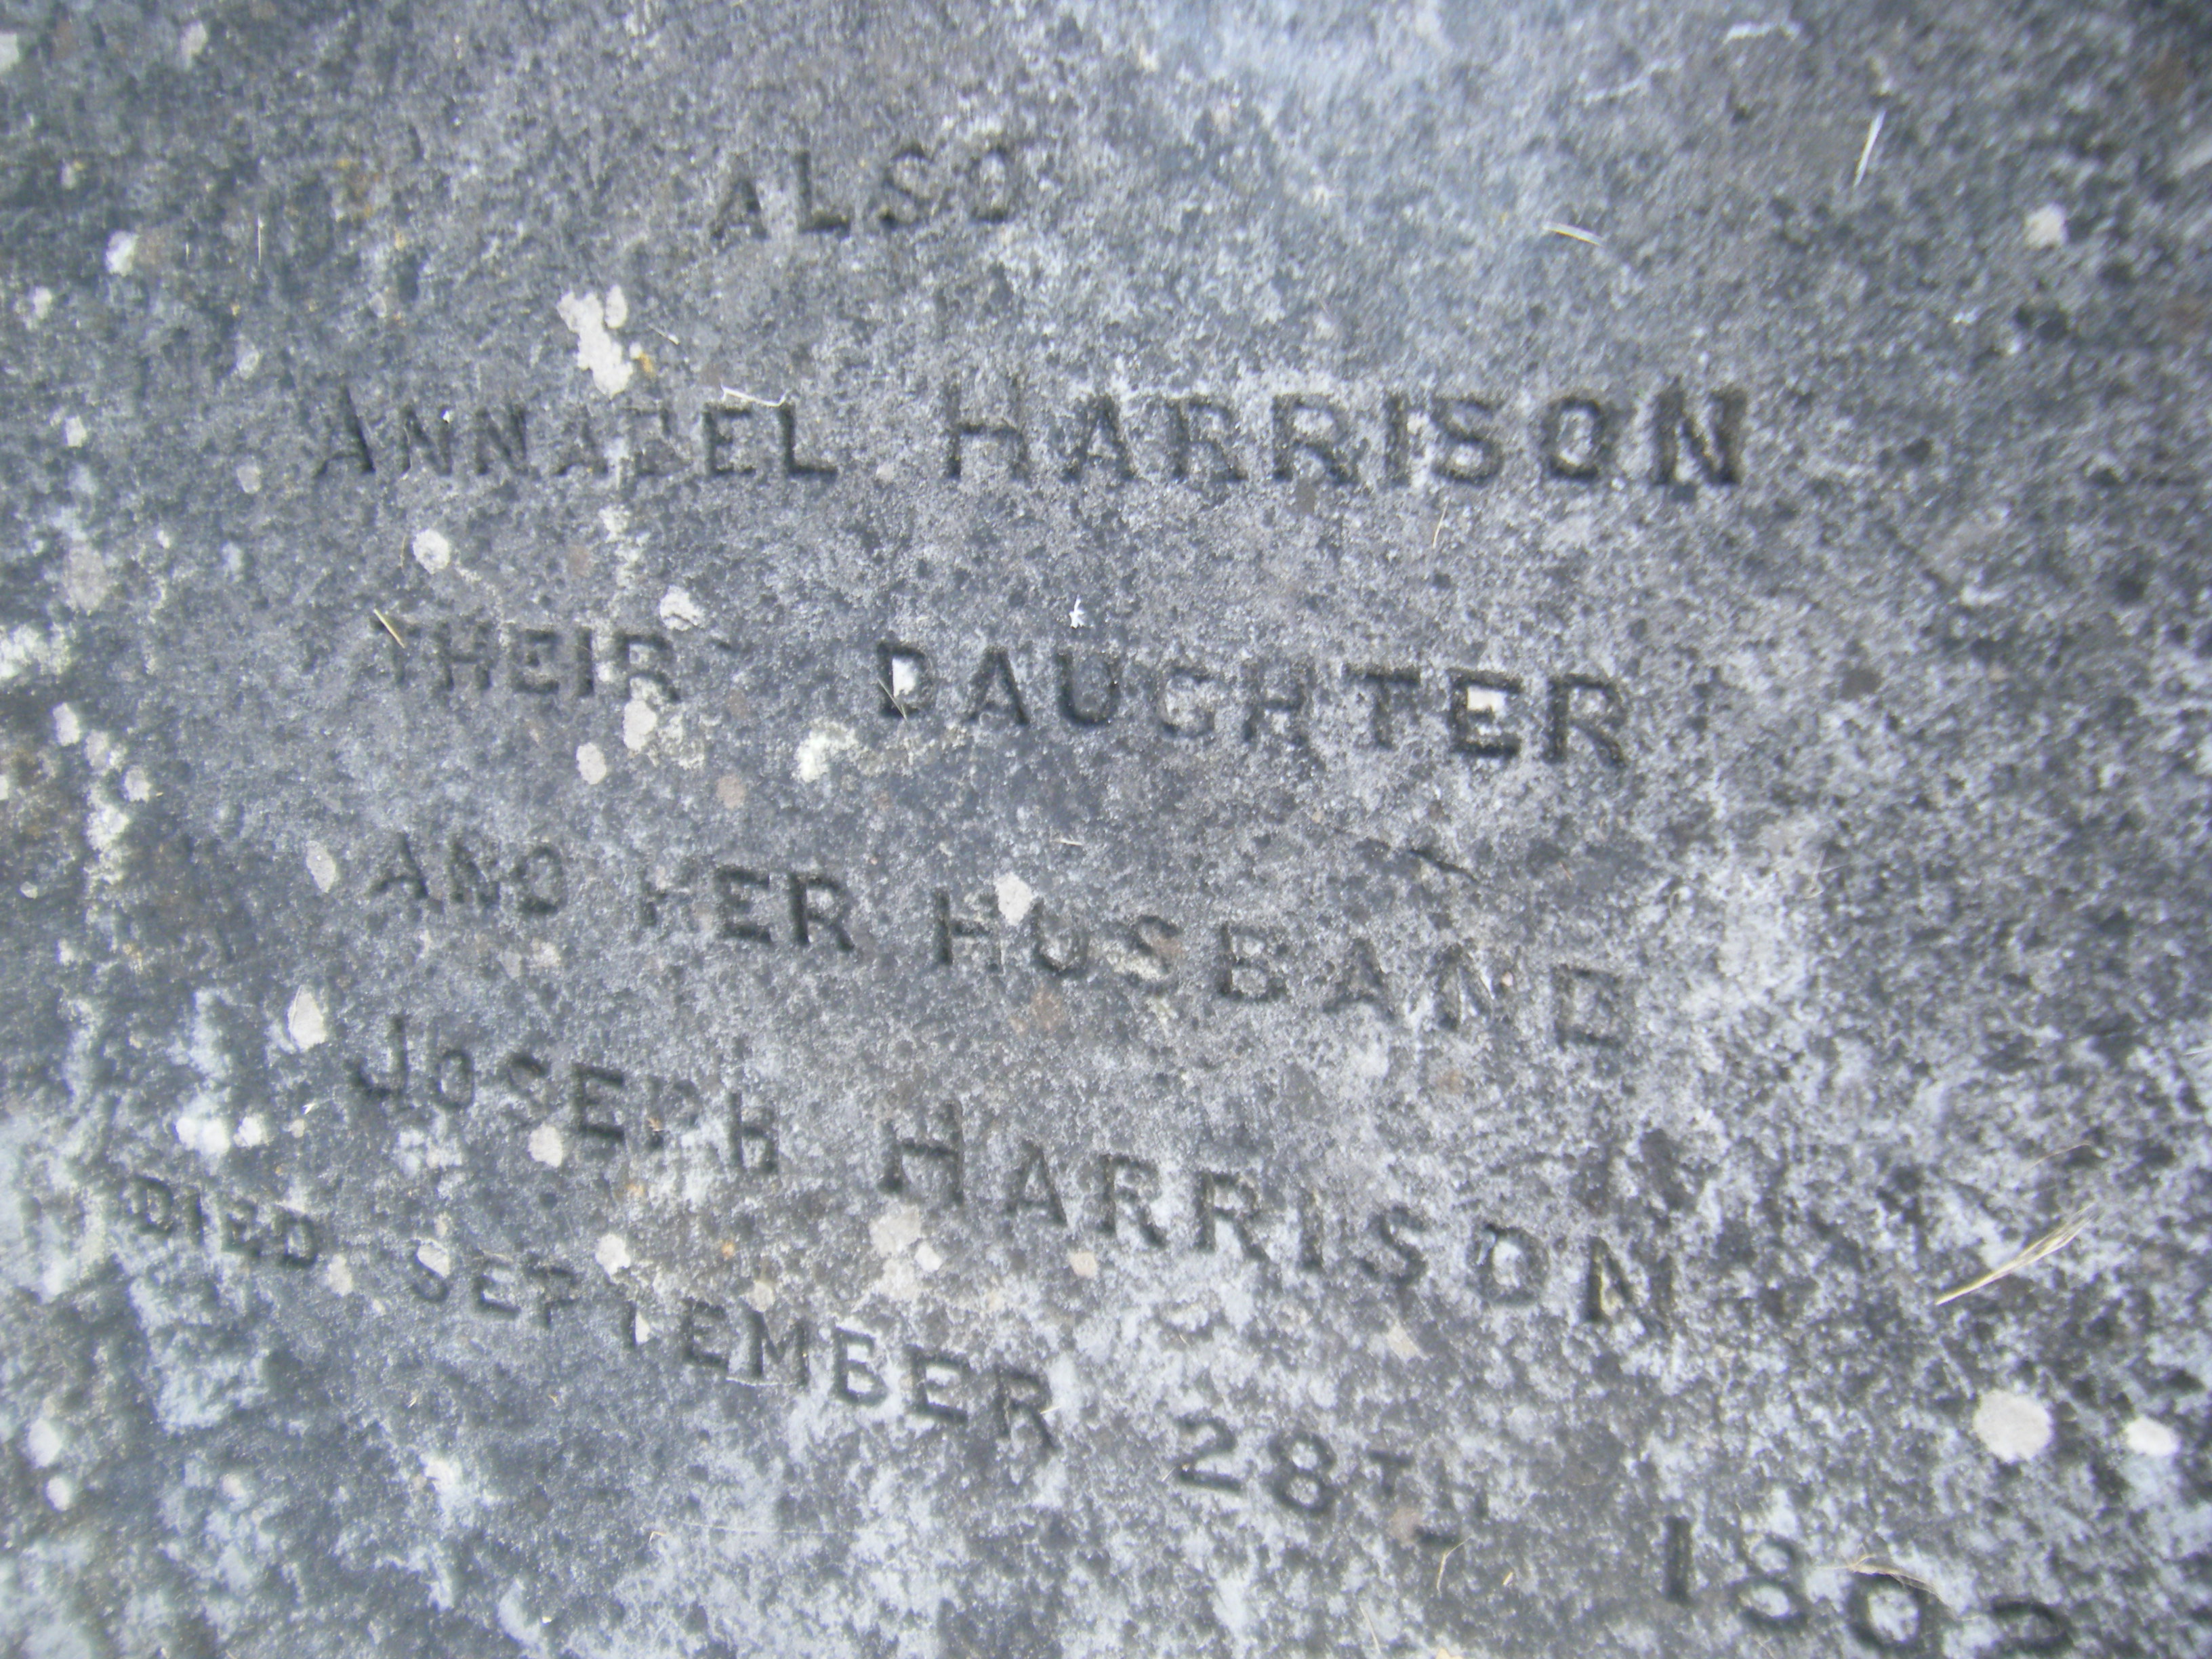 ALSO
ANNABEL HARRISON
THEIR DAUGHTER
AND HER HUSBAND
JOSEPH HARRISON
DIED SEPTEMBER 28TH